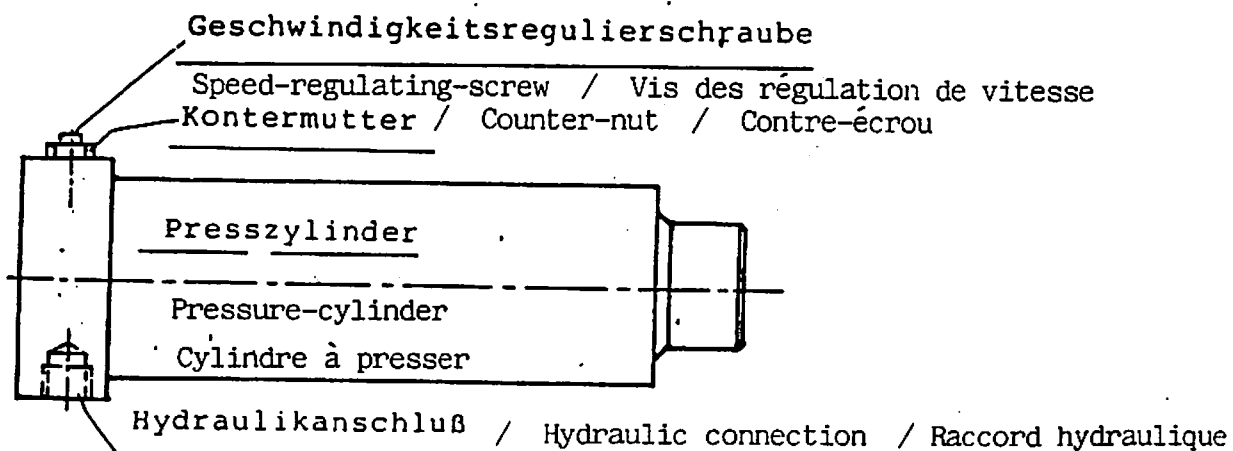 Geschwindigkeitsregulierschraube
Speed-regulating-screw / Vis des régulation de vitesse
Kontermutter / Counter-nut / Contre-écrou
Presszylinder
Pressure-cylinder
Cylindre à presser
Hydraulikanschluß / Hydraulic connection / Raccord hydraulique